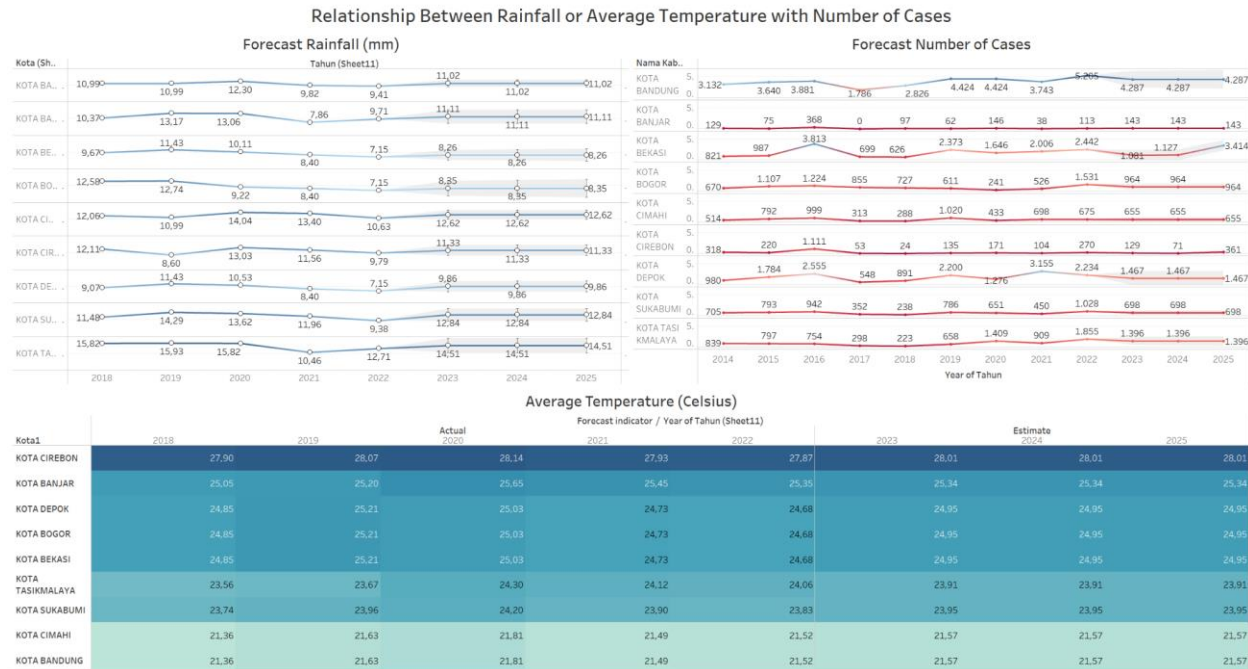 Relationship Between Rainfall or Average Temperature with Number of Cases
Forecast Rainfall (mm)
Kota (Sh.. Tahun (Sheet11)
KOTA BA.. 10,99 10,99 12,30 9,82 9,41 11,02 11,02 11,02
KOTA BA.. 10,37 13,17 13,06 7,86 9,71 11,11 11,11 11,11
KOTA BE.. 9,67 11,43 10,11 8,40 7,15 8,26 8,26 8,26
KOTA BO.. 12,58 12,74 9,22 8,40 7,15 8,35 8,35 8,35
KOTA CI.. 12,06 10,99 14,04 13,40 10,63 12,62 12,62 12,62
KOTA CIR.. 12,11 8,60 13,03 11,56 9,79 11,33 11,33 11,33
KOTA DE.. 9,07 11,43 10,53 8,40 7,15 9,86 9,86 9,86
KOTA SU.. 11,48 14,29 13,62 11,96 9,38 12,84 12,84 12,84
KOTA TA.. 15,82 15,93 15,82 10,46 12,71 14,51 14,51 14,51
2018 2019 2020 2021 2022 2023 2024 2025
Forecast Number of Cases
Nama Kab..
KOTA BANDUNG 5. 0. 3.132 3.640 3.881 1.786 2.826 4.424 4.424 3.743 5.205 4.287 4.287 4.287
KOTA BANJAR 5. 0. 129 75 368 0 97 62 146 38 113 143 143 143
KOTA BEKASI 5. 0. 821 987 3.813 699 626 2.373 1.646 2.006 2.442 1.081 1.127 3.414
KOTA BOGOR 5. 0. 670 1.107 1.224 855 727 611 241 526 1.531 964 964 964
KOTA CIMAHI 5. 0. 514 792 999 313 288 1.020 433 698 675 655 655 655
KOTA CIREBON 5. 0. 318 220 1.111 53 24 135 171 104 270 129 71 361
KOTA DEPOK 5. 0. 980 1.784 2.555 548 891 2.200 1.276 3.155 2.234 1.467 1.467 1.467
KOTA SUKABUMI 5. 0. 705 793 942 352 238 786 651 450 1.028 698 698 698
KOTA TASI KMALAYA 5. 0. 839 797 754 298 223 658 1.409 909 1.855 1.396 1.396 1.396
2014 2015 2016 2017 2018 2019 2020 2021 2022 2023 2024 2025
Year of Tahun
Average Temperature (Celsius)
Forecast indicator / Year of Tahun (Sheet11)
Actual Estimate
Kota1 2018 2019 2020 2021 2022 2023 2024 2025
KOTA CIREBON 27,90 28,07 28,14 27,93 27,87 28,01 28,01 28,01
KOTA BANJAR 25,05 25,20 25,65 25,45 25,35 25,34 25,34 25,34
KOTA DEPOK 24,85 25,21 25,03 24,73 24,68 24,95 24,95 24,95
KOTA BOGOR 24,85 25,21 25,03 24,73 24,68 24,95 24,95 24,95
KOTA BEKASI 24,85 25,21 25,03 24,73 24,68 24,95 24,95 24,95
KOTA TASIKMALAYA 23,56 23,67 24,30 24,12 24,06 23,91 23,91 23,91
KOTA SUKABUMI 23,74 23,96 24,20 23,90 23,83 23,95 23,95 23,95
KOTA CIMAHI 21,36 21,63 21,81 21,49 21,52 21,57 21,57 21,57
KOTA BANDUNG 21,36 21,63 21,81 21,49 21,52 21,57 21,57 21,57